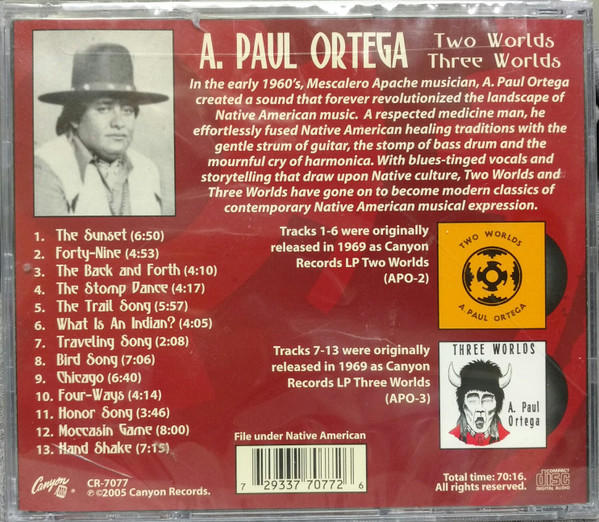 A. PAUL ORTEGA
Two Worlds
Three Worlds
In the early 1960's, Mescalero Apache musician, A. Paul Ortega
created a sound that forever revolutionized the landscape of
Native American music. A respected medicine man, he
effortlessly fused Native American healing traditions with the
gentle strum of guitar, the stomp of bass drum and the
mournful cry of harmonica. With blues-tinged vocals and
storytelling that draw upon Native culture, Two Worlds and
Three Worlds have gone on to become modern classics of
contemporary Native American musical expression.
1. The Sunset (6:50)
2. Forty-Nine (4:53)
3. The Back and Forth (4:10)
4. The Stomp Dance (4:17)
5. The Trail Song (5:57)
6. What Is An Indian? (4:05)
7. Traveling Song (2:08)
8. Bird Song (7:06)
9. Chicago (6:40)
10. Four-Ways (4:14)
11. Honor Song (3:46)
12. Moccasin Game (8:00)
13. Hand Shake (7:15)
Tracks 1-6 were originally
released in 1969 as Canyon
Records LP Two Worlds
(APO-2)
TWO WORLDS
A. PAUL ORTEGA
Tracks 7-13 were originally
released in 1969 as Canyon
Records LP Three Worlds
(APO-3)
THREE WORLDS
A. Paul
Ortega
File under Native American
7 29337 70772 6
Canyon
CR-7077
℗©2005 Canyon Records.
COMPACT
disc
DIGITAL AUDIO
Total time: 70:16.
All rights reserved.